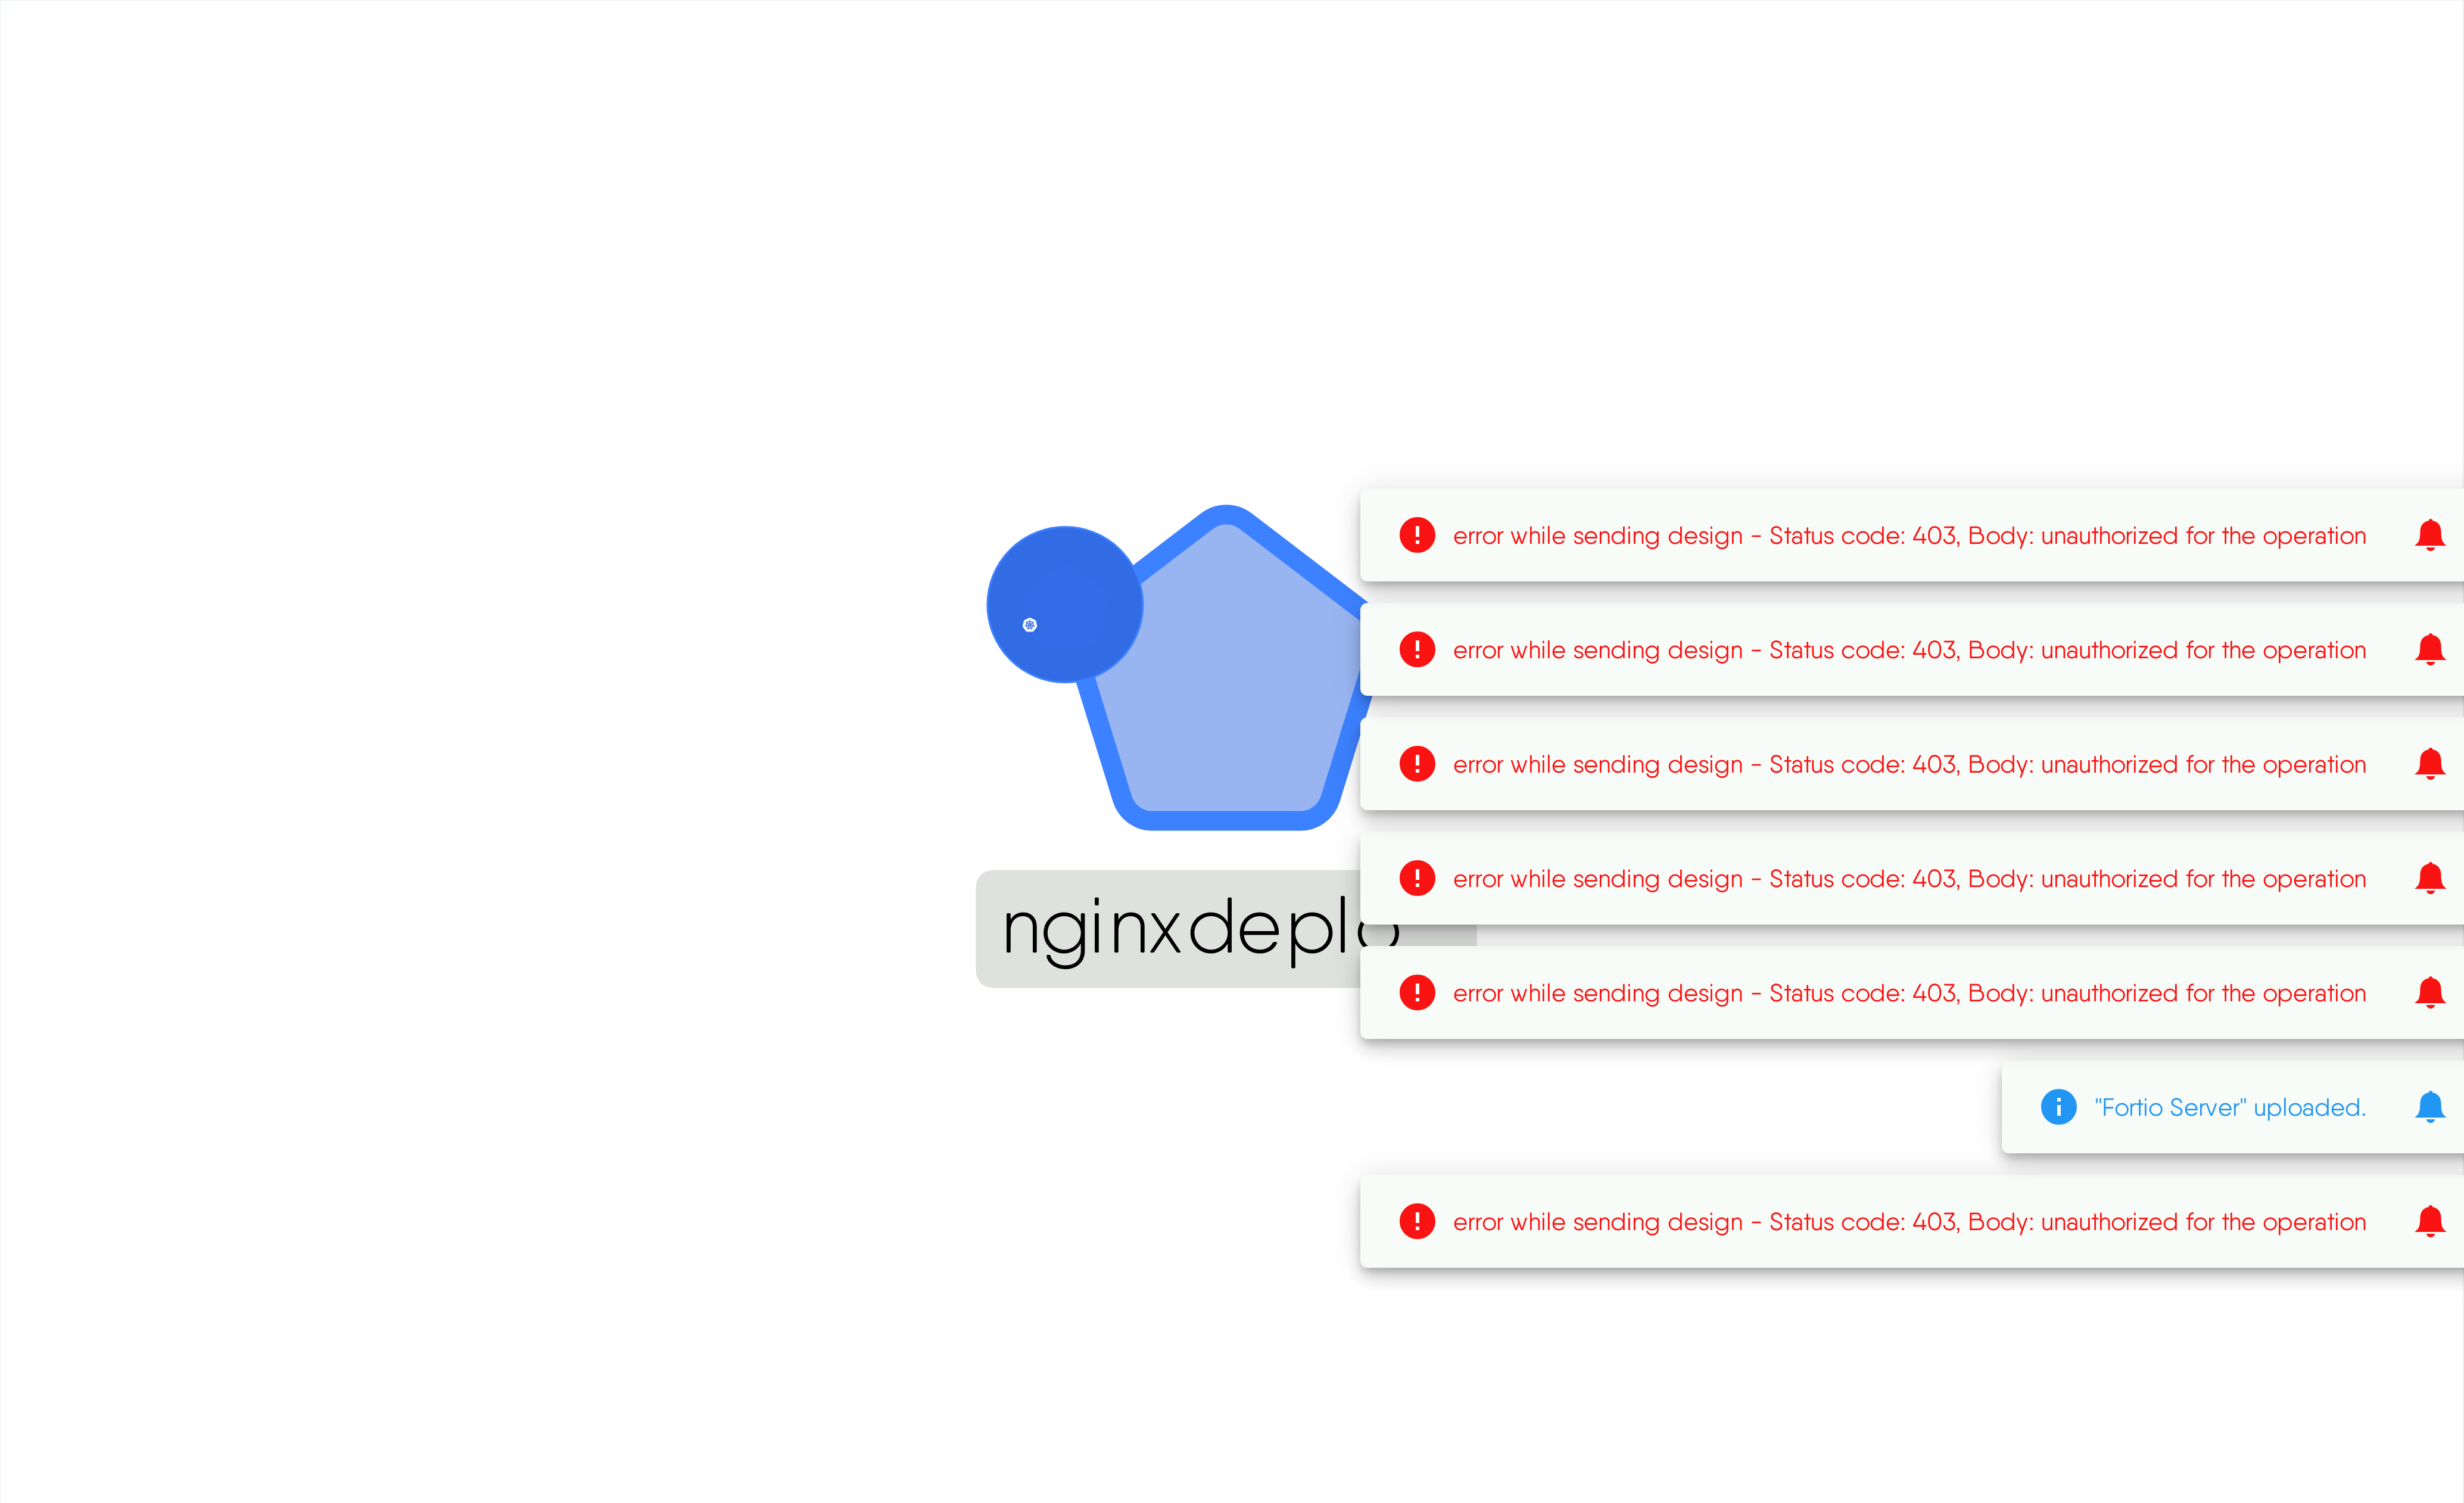 error while sending design - Status code: 403, Body: unauthorized for the operation
error while sending design - Status code: 403, Body: unauthorized for the operation
error while sending design - Status code: 403, Body: unauthorized for the operation
error while sending design - Status code: 403, Body: unauthorized for the operation
nginxdeplo
error while sending design - Status code: 403, Body: unauthorized for the operation
"Fortio Server" uploaded.
error while sending design - Status code: 403, Body: unauthorized for the operation